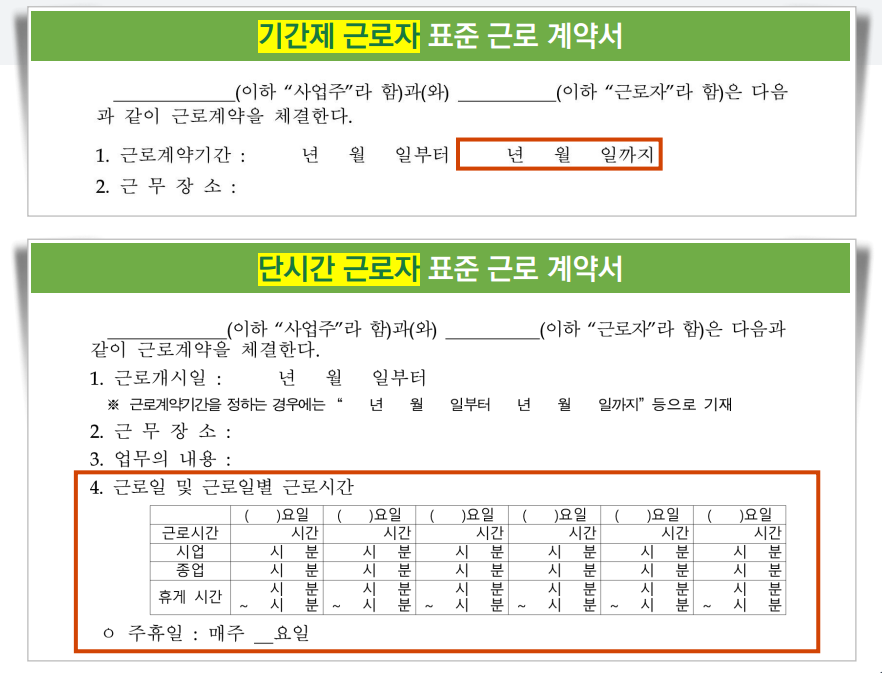 기간제 근로자 표준 근로 계약서
____________(이하 “사업주”라 함)과(와) __________(이하 “근로자”라 함)은 다음
과 같이 근로계약을 체결한다.
1. 근로계약기간 : 년 월 일부터 년 월 일까지
2. 근 무 장 소 :
단시간 근로자 표준 근로 계약서
____________(이하 “사업주”라 함)과(와) __________(이하 “근로자”라 함)은 다음과
같이 근로계약을 체결한다.
1. 근로개시일 : 년 월 일부터
※ 근로계약기간을 정하는 경우에는 “ 년 월 일부터 년 월 일까지” 등으로 기재
2. 근 무 장 소 :
3. 업무의 내용 :
4. 근로일 및 근로일별 근로시간
( )요일 ( )요일 ( )요일 ( )요일 ( )요일 ( )요일
근로시간 시간 시간 시간 시간 시간 시간
시업 시 분 시 분 시 분 시 분 시 분 시 분
종업 시 분 시 분 시 분 시 분 시 분 시 분
휴게 시간 시 분 시 분 시 분 시 분 시 분 시 분
~ 시 분 ~ 시 분 ~ 시 분 ~ 시 분 ~ 시 분 ~ 시 분
○ 주휴일 : 매주 __요일